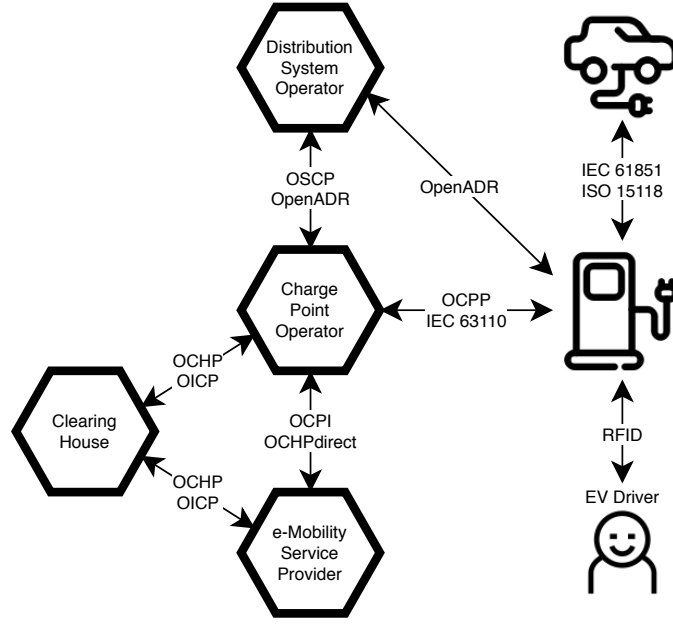 Distribution
System
Operator
OSCP
OpenADR
OpenADR
IEC 61851
ISO 15118
Charge
Point
Operator
OCPP
IEC 63110
OCHP
OICP
Clearing
House
OCPI
OCHPdirect
RFID
OCHP
OICP
EV Driver
e-Mobility
Service
Provider